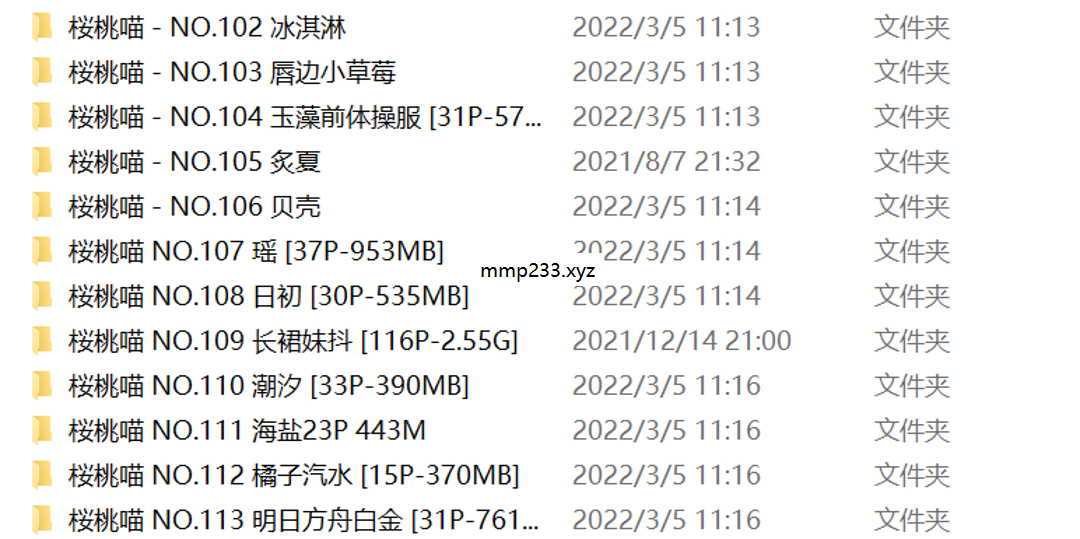 桜桃喵 - NO.102 冰淇淋 2022/3/5 11:13 文件夹
桜桃喵 - NO.103 唇边小草莓 2022/3/5 11:13 文件夹
桜桃喵 - NO.104 玉藻前体操服 [31P-57... 2022/3/5 11:13 文件夹
桜桃喵 - NO.105 炙夏 2021/8/7 21:32 文件夹
桜桃喵 - NO.106 贝壳 2022/3/5 11:14 文件夹
桜桃喵 NO.107 瑶 [37P-953MB] 2022/3/5 11:14 文件夹
mmp233.xyz
桜桃喵 NO.108 日初 [30P-535MB] 2022/3/5 11:14 文件夹
桜桃喵 NO.109 长裙妹抖 [116P-2.55G] 2021/12/14 21:00 文件夹
桜桃喵 NO.110 潮汐 [33P-390MB] 2022/3/5 11:16 文件夹
桜桃喵 NO.111 海盐23P 443M 2022/3/5 11:16 文件夹
桜桃喵 NO.112 橘子汽水 [15P-370MB] 2022/3/5 11:16 文件夹
桜桃喵 NO.113 明日方舟白金 [31P-761... 2022/3/5 11:16 文件夹